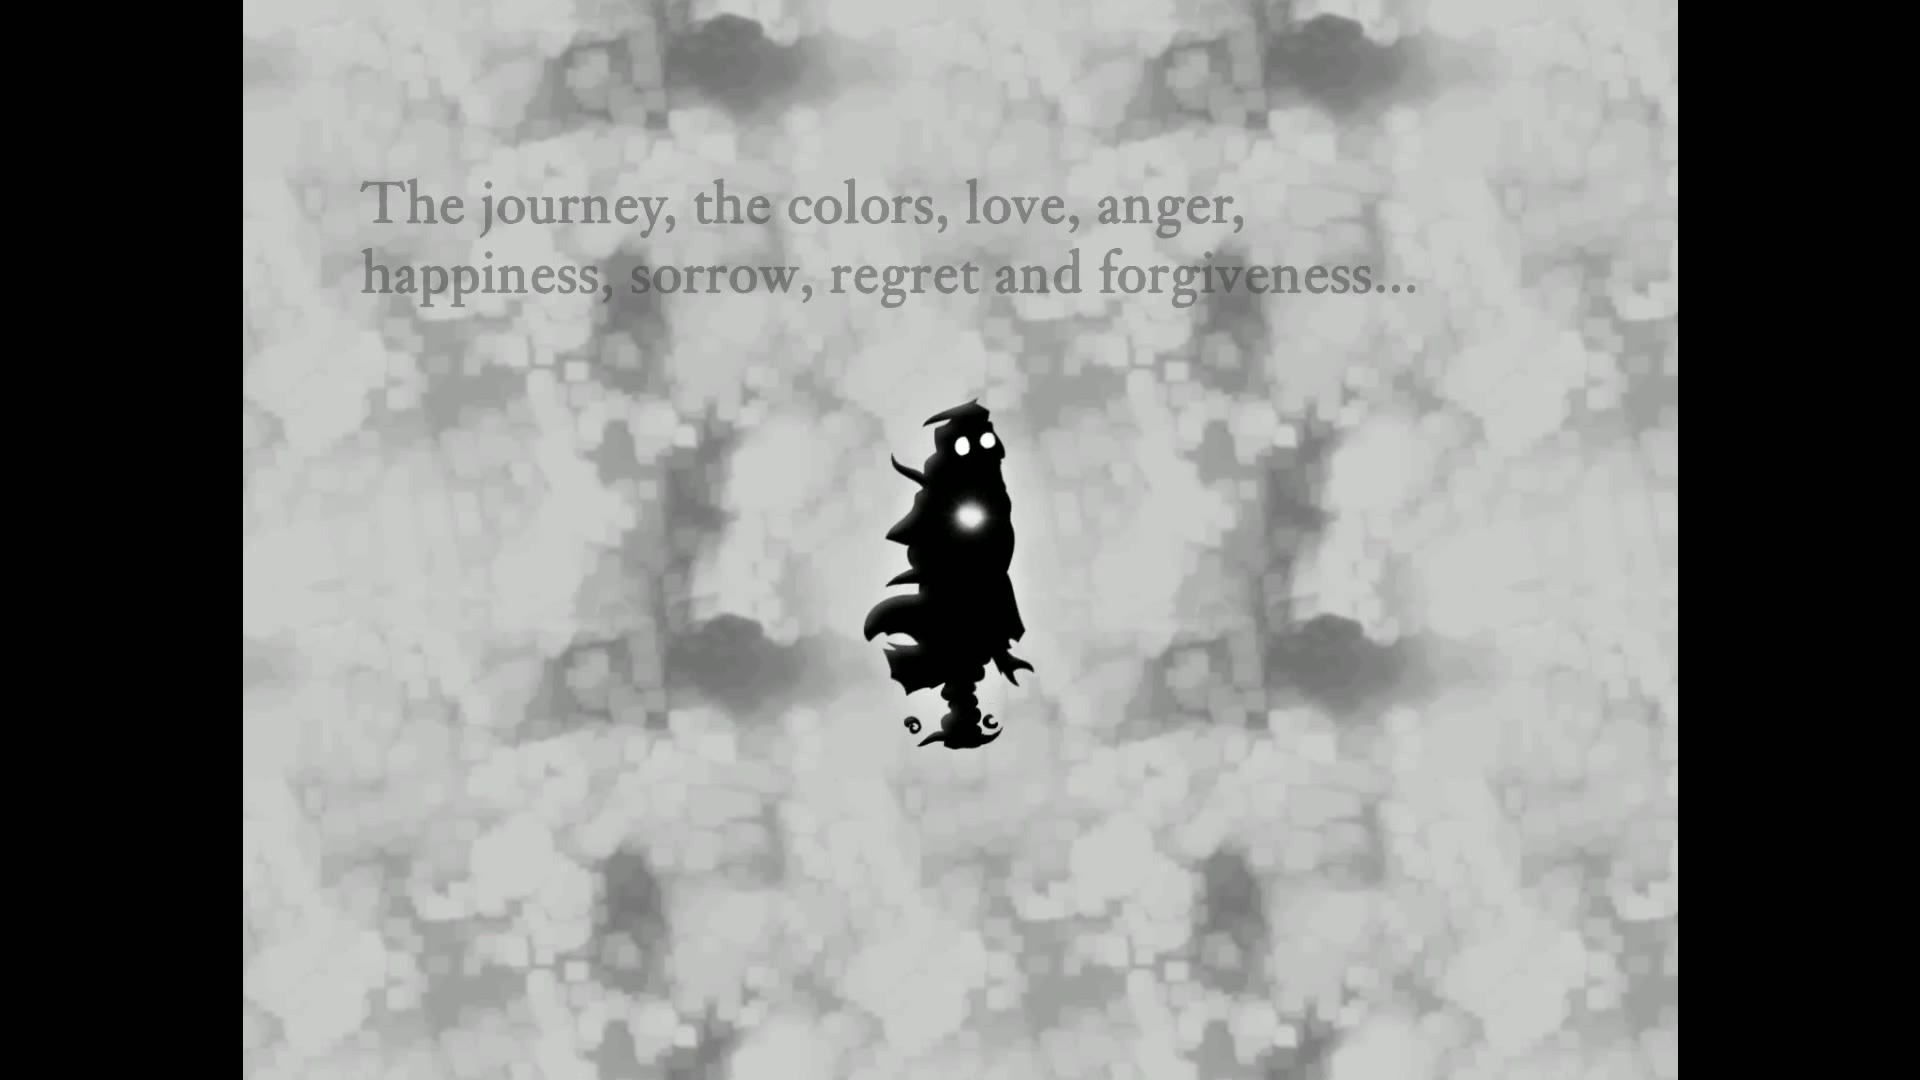 The journey, the colors, love, anger,
happiness, sorrow, regret and forgiveness...